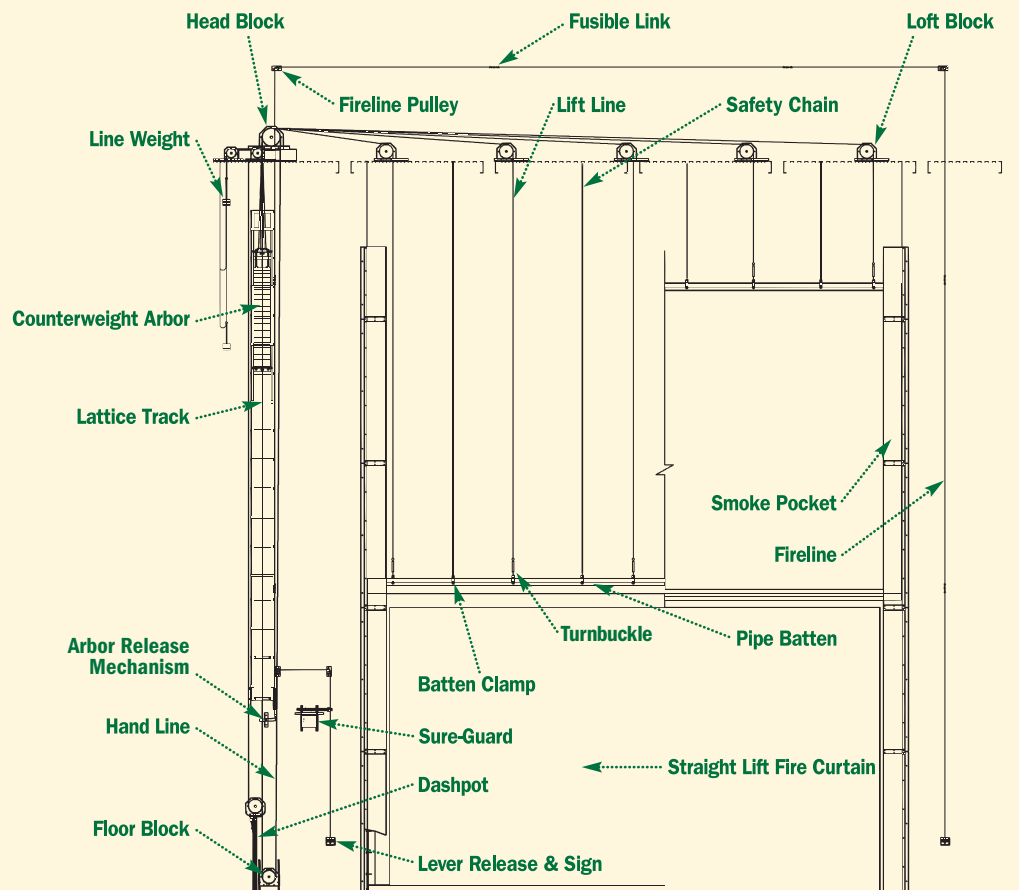 Head Block
Fusible Link
Loft Block
Fireline Pulley
Lift Line
Safety Chain
Line Weight
Counterweight Arbor
Lattice Track
Smoke Pocket
Fireline
Turnbuckle
Pipe Batten
Arbor Release
Mechanism
Batten Clamp
Hand Line
Sure-Guard
Straight Lift Fire Curtain
Dashpot
Floor Block
Lever Release & Sign